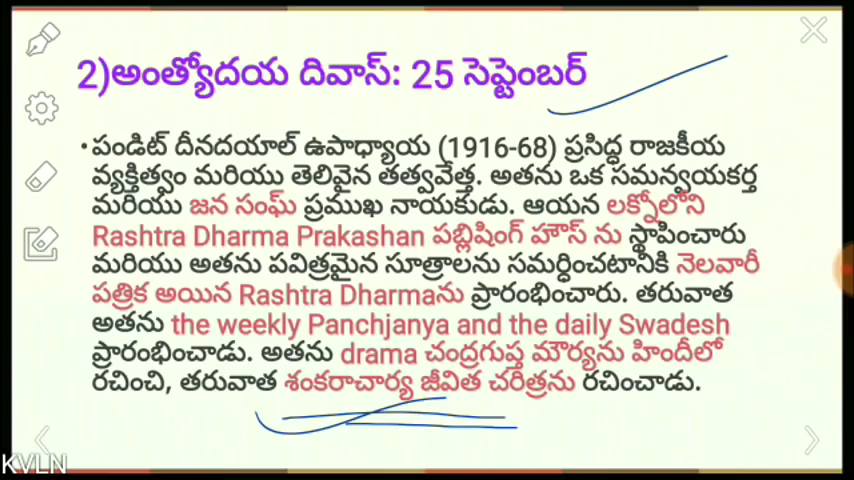 2)అంత్యోదయ దివాస్: 25 సెప్టెంబర్
•పండిట్ దీనదయాల్ ఉపాధ్యాయ (1916-68) ప్రసిద్ధ రాజకీయ
వ్యక్తిత్వం మరియు తెలివైన తత్వవేత్త. అతను ఒక సమన్వయకర్త
మరియు జన సంఘ్ ప్రముఖ నాయకుడు. ఆయన లక్నోలోని
Rashtra Dharma Prakashan పబ్లిషింగ్ హౌస్ ను స్థాపించారు
మరియు అతను పవిత్రమైన సూత్రాలను సమర్ధించటానికి నెలవారీ
పత్రిక అయిన Rashtra Dharmaను ప్రారంభించారు. తరువాత
అతను the weekly Panchjanya and the daily Swadesh
ప్రారంభించాడు. అతను drama చంద్రగుప్త మౌర్యను హిందీలో
రచించి, తరువాత శంకరాచార్య జీవిత చరిత్రను రచించాడు.
KVLN